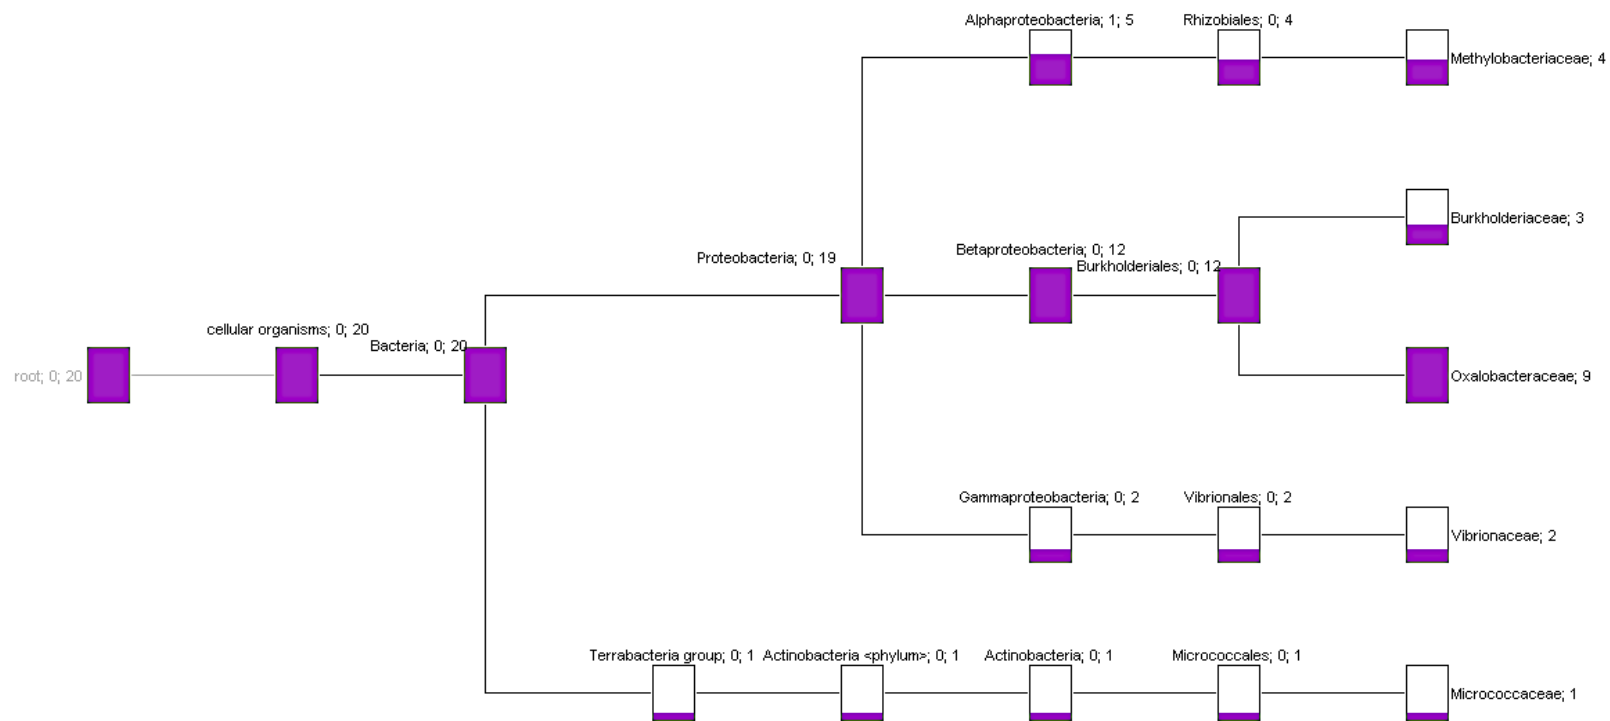 Alphaproteobacteria; 1; 5
Rhizobiales; 0; 4
Methylobacteriaceae; 4
Burkholderiaceae; 3
Proteobacteria; 0; 19
Betaproteobacteria; 0; 12
Burkholderiales; 0; 12
cellular organisms; 0; 20
Bacteria; 0; 20
root; 0; 20
Oxalobacteraceae; 9
Gammaproteobacteria; 0; 2
Vibrionales; 0; 2
Vibrionaceae; 2
Terrabacteria group; 0; 1
Actinobacteria <phylum>; 0; 1
Actinobacteria; 0; 1
Micrococcales; 0; 1
Micrococcaceae; 1